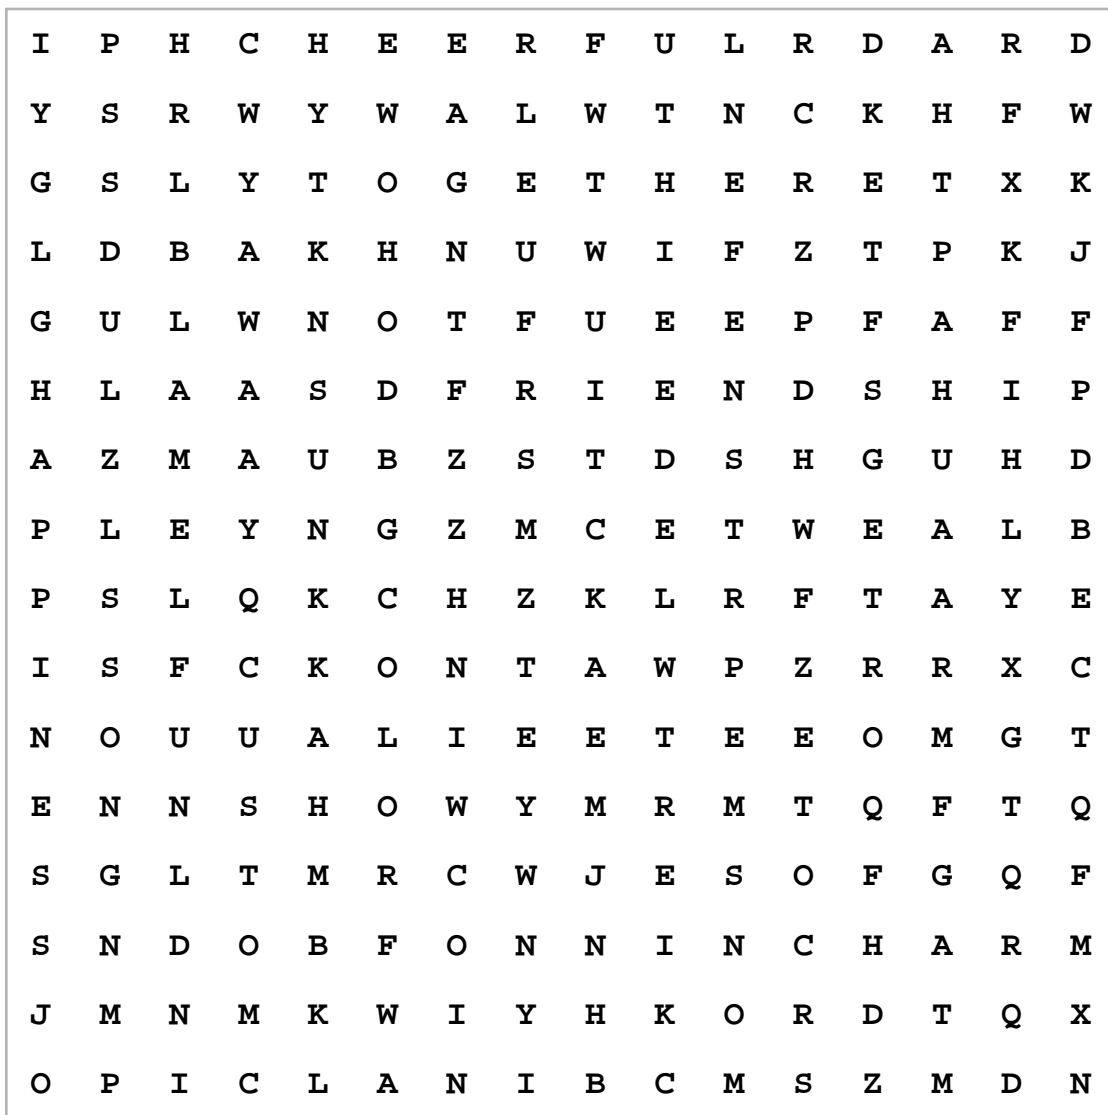 I P H C H E E R F U L R D A R D
Y S R W Y W A L W T N C K H F W
G S L Y T O G E T H E R E T X K
L D B A K H N U W I F Z T P K J
G U L W N O T F U E E P F A F F
H L A A S D F R I E N D S H I P
A Z M A U B Z S T D S H G U H D
P L E Y N G Z M C E T W E A L B
P S L Q K C H Z K L R F T A Y E
I S F C K O N T A W P Z R R X C
N O U U A L I E E T E E O M G T
E N N S H O W Y M R M T Q F T Q
S G L T M R C W J E S O F G Q F
S N D O B F O N N I N C H A R M
J M N M K W I Y H K O R D T Q X
O P I C L A N I B C M S Z M D N